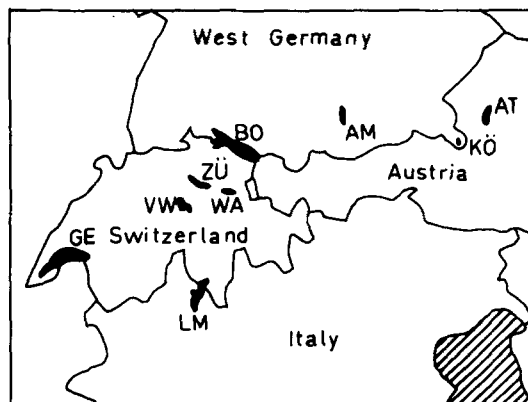 West Germany
BO
AM
AT
KÖ
ZÜ
Austria
VW
WA
GE
Switzerland
LM
Italy